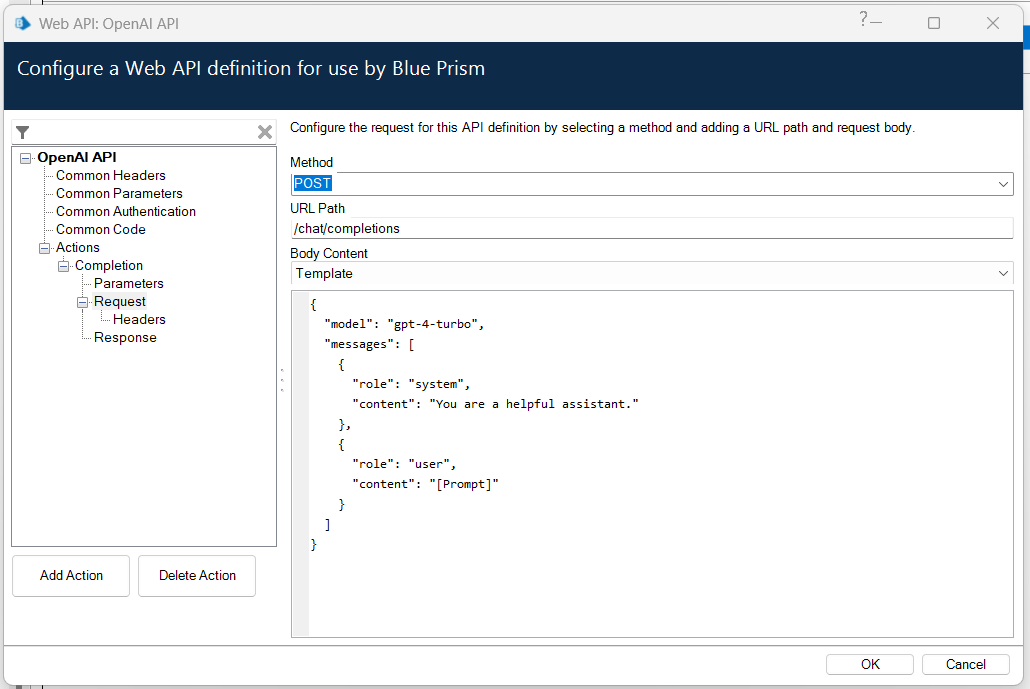 Web API: OpenAI API
?
Configure a Web API definition for use by Blue Prism
OpenAI API
Common Headers
Common Parameters
Common Authentication
Common Code
Actions
Completion
Parameters
Request
Headers
Response
Add Action
Delete Action
Configure the request for this API definition by selecting a method and adding a URL path and request body.
Method
POST
URL Path
/chat/completions
Body Content
Template
{
  "model": "gpt-4-turbo",
  "messages": [
    {
      "role": "system",
      "content": "You are a helpful assistant."
    },
    {
      "role": "user",
      "content": "[Prompt]"
    }
  ]
}
OK
Cancel